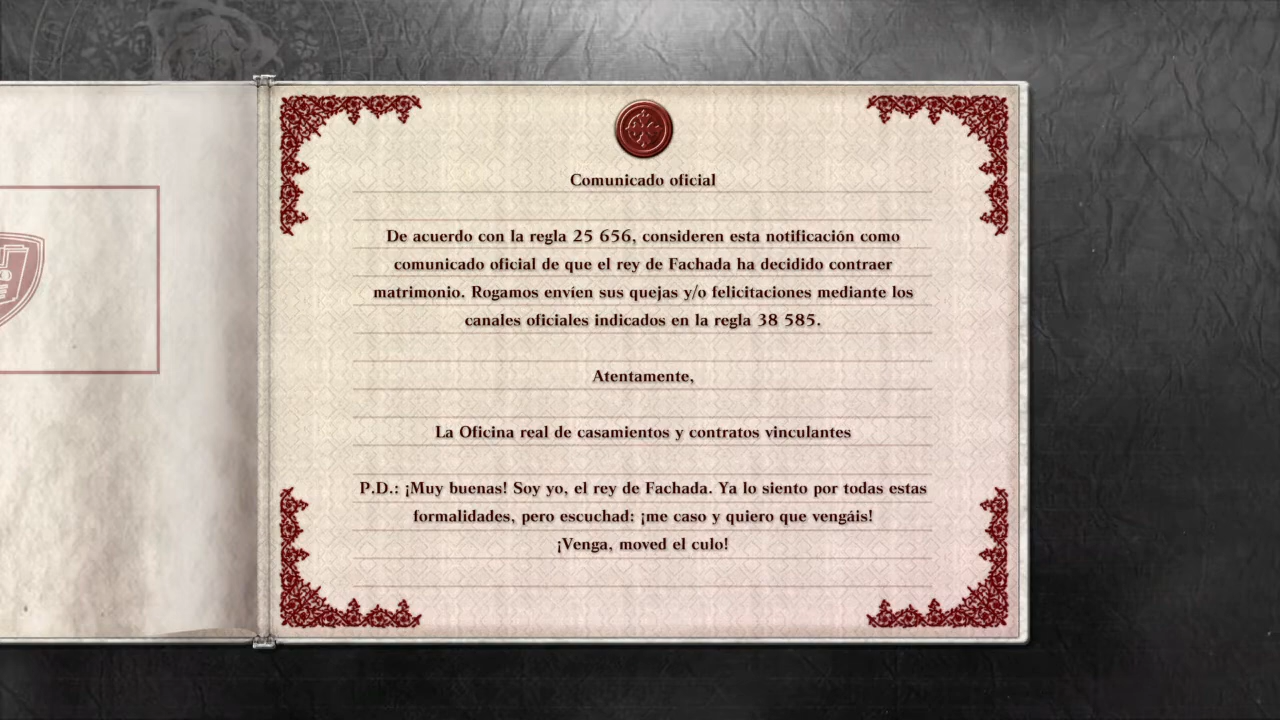 Comunicado oficial
De acuerdo con la regla 25 656, consideren esta notificación como
comunicado oficial de que el rey de Fachada ha decidido contraer
matrimonio. Rogamos envíen sus quejas y/o felicitaciones mediante los
canales oficiales indicados en la regla 38 585.
Atentamente,
La Oficina real de casamientos y contratos vinculantes
P.D.: ¡Muy buenas! Soy yo, el rey de Fachada. Ya lo siento por todas estas
formalidades, pero escuchad: ¡me caso y quiero que vengáis!
¡Venga, moved el culo!